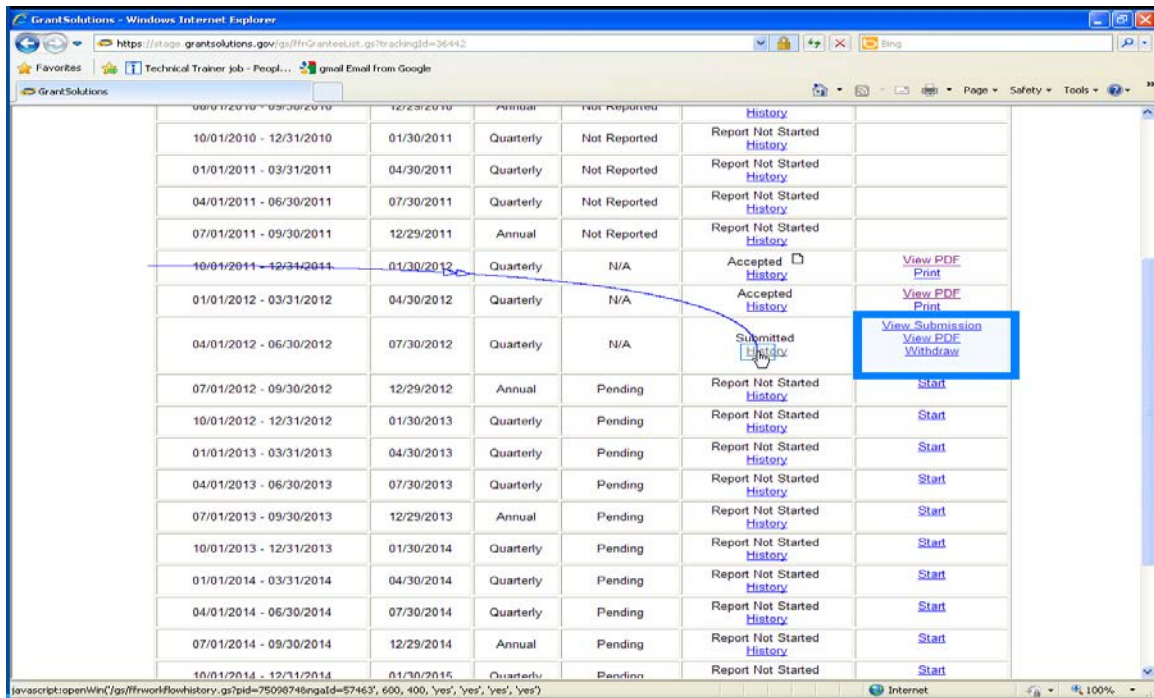 GrantSolutions - Windows Internet Explorer
https://stage.grantsolutions.gov/gs/ffrGranteeList.gs?trackingId=36442
Bing
Favorites Technical Trainer job - Peopl... gmail Email from Google
GrantSolutions Page Safety Tools
12/29/2010 Annual Not Reported History
10/01/2010 - 12/31/2010 01/30/2011 Quarterly Not Reported Report Not Started History
01/01/2011 - 03/31/2011 04/30/2011 Quarterly Not Reported Report Not Started History
04/01/2011 - 06/30/2011 07/30/2011 Quarterly Not Reported Report Not Started History
07/01/2011 - 09/30/2011 12/29/2011 Annual Not Reported Report Not Started History
10/01/2011 - 12/31/2011 01/30/2012 Quarterly N/A Accepted History View PDF Print
01/01/2012 - 03/31/2012 04/30/2012 Quarterly N/A Accepted History View PDF Print
04/01/2012 - 06/30/2012 07/30/2012 Quarterly N/A Submitted History View Submission View PDF Withdraw
07/01/2012 - 09/30/2012 12/29/2012 Annual Pending Report Not Started History Start
10/01/2012 - 12/31/2012 01/30/2013 Quarterly Pending Report Not Started History Start
01/01/2013 - 03/31/2013 04/30/2013 Quarterly Pending Report Not Started History Start
04/01/2013 - 06/30/2013 07/30/2013 Quarterly Pending Report Not Started History Start
07/01/2013 - 09/30/2013 12/29/2013 Annual Pending Report Not Started History Start
10/01/2013 - 12/31/2013 01/30/2014 Quarterly Pending Report Not Started History Start
01/01/2014 - 03/31/2014 04/30/2014 Quarterly Pending Report Not Started History Start
04/01/2014 - 06/30/2014 07/30/2014 Quarterly Pending Report Not Started History Start
07/01/2014 - 09/30/2014 12/29/2014 Annual Pending Report Not Started History Start
10/01/2014 - 12/31/2014 01/30/2015 Quarterly Pending Report Not Started Start
javascript:openWin('/gs/ffrworkflowhistory.gs?pid=7509874&ngaId=57463', 600, 400, 'yes', 'yes', 'yes', 'yes') Internet 100%